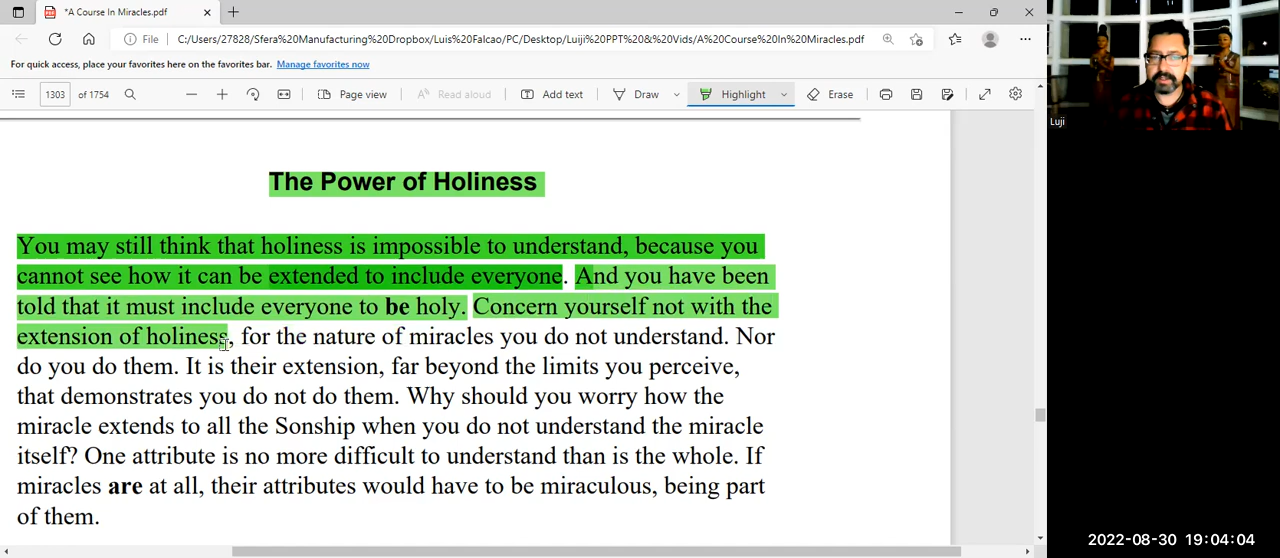 *A Course In Miracles.pdf
File
C:/Users/27828/Sfera%20Manufacturing%20Dropbox/Luis%20Falcao/PC/Desktop/Luiji%20PPT%20&%20Vids/A%20Course%20In%20Miracles.pdf
For quick access, place your favorites here on the favorites bar. Manage favorites now
1303 of 1754 Page view Read aloud Add text Draw Highlight Erase
The Power of Holiness
You may still think that holiness is impossible to understand, because you
cannot see how it can be extended to include everyone. And you have been
told that it must include everyone to be holy. Concern yourself not with the
extension of holiness, for the nature of miracles you do not understand. Nor
do you do them. It is their extension, far beyond the limits you perceive,
that demonstrates you do not do them. Why should you worry how the
miracle extends to all the Sonship when you do not understand the miracle
itself? One attribute is no more difficult to understand than is the whole. If
miracles are at all, their attributes would have to be miraculous, being part
of them.
Luji
2022-08-30 19:04:04